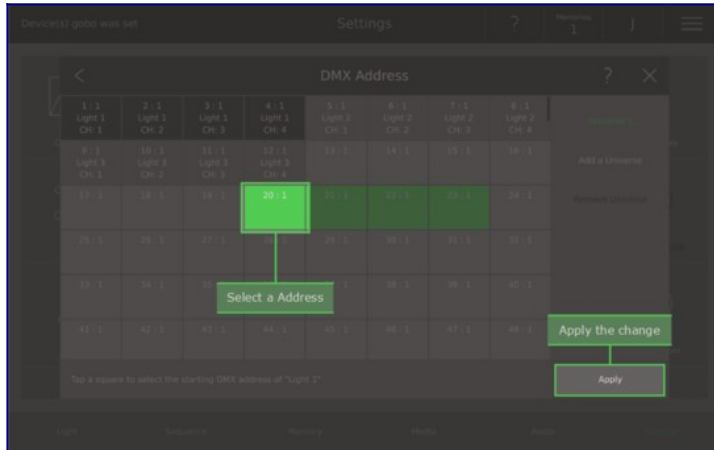 Device(s) gobo was set
Settings
?
Memories
1
DMX Address
?
1 : 1
Light 1
CH: 1
2 : 1
Light 1
CH: 2
3 : 1
Light 1
CH: 3
4 : 1
Light 1
CH: 4
5 : 1
Light 2
CH: 1
6 : 1
Light 2
CH: 2
7 : 1
Light 2
CH: 3
8 : 1
Light 2
CH: 4
9 : 1
Light 3
CH: 1
10 : 1
Light 3
CH: 2
11 : 1
Light 3
CH: 3
12 : 1
Light 3
CH: 4
13 : 1
14 : 1
15 : 1
16 : 1
Add a Universe
Remove Universe
17 : 1
18 : 1
19 : 1
20 : 1
21 : 1
22 : 1
23 : 1
24 : 1
25 : 1
26 : 1
27 : 1
29 : 1
30 : 1
31 : 1
32 : 1
33 : 1
34 : 1
38 : 1
39 : 1
40 : 1
Select a Address
41 : 1
42 : 1
43 : 1
44 : 1
45 : 1
46 : 1
47 : 1
48 : 1
Apply the change
Tap a square to select the starting DMX address of "Light 1"
Apply
Light
Sequence
Memory
Media
Audio